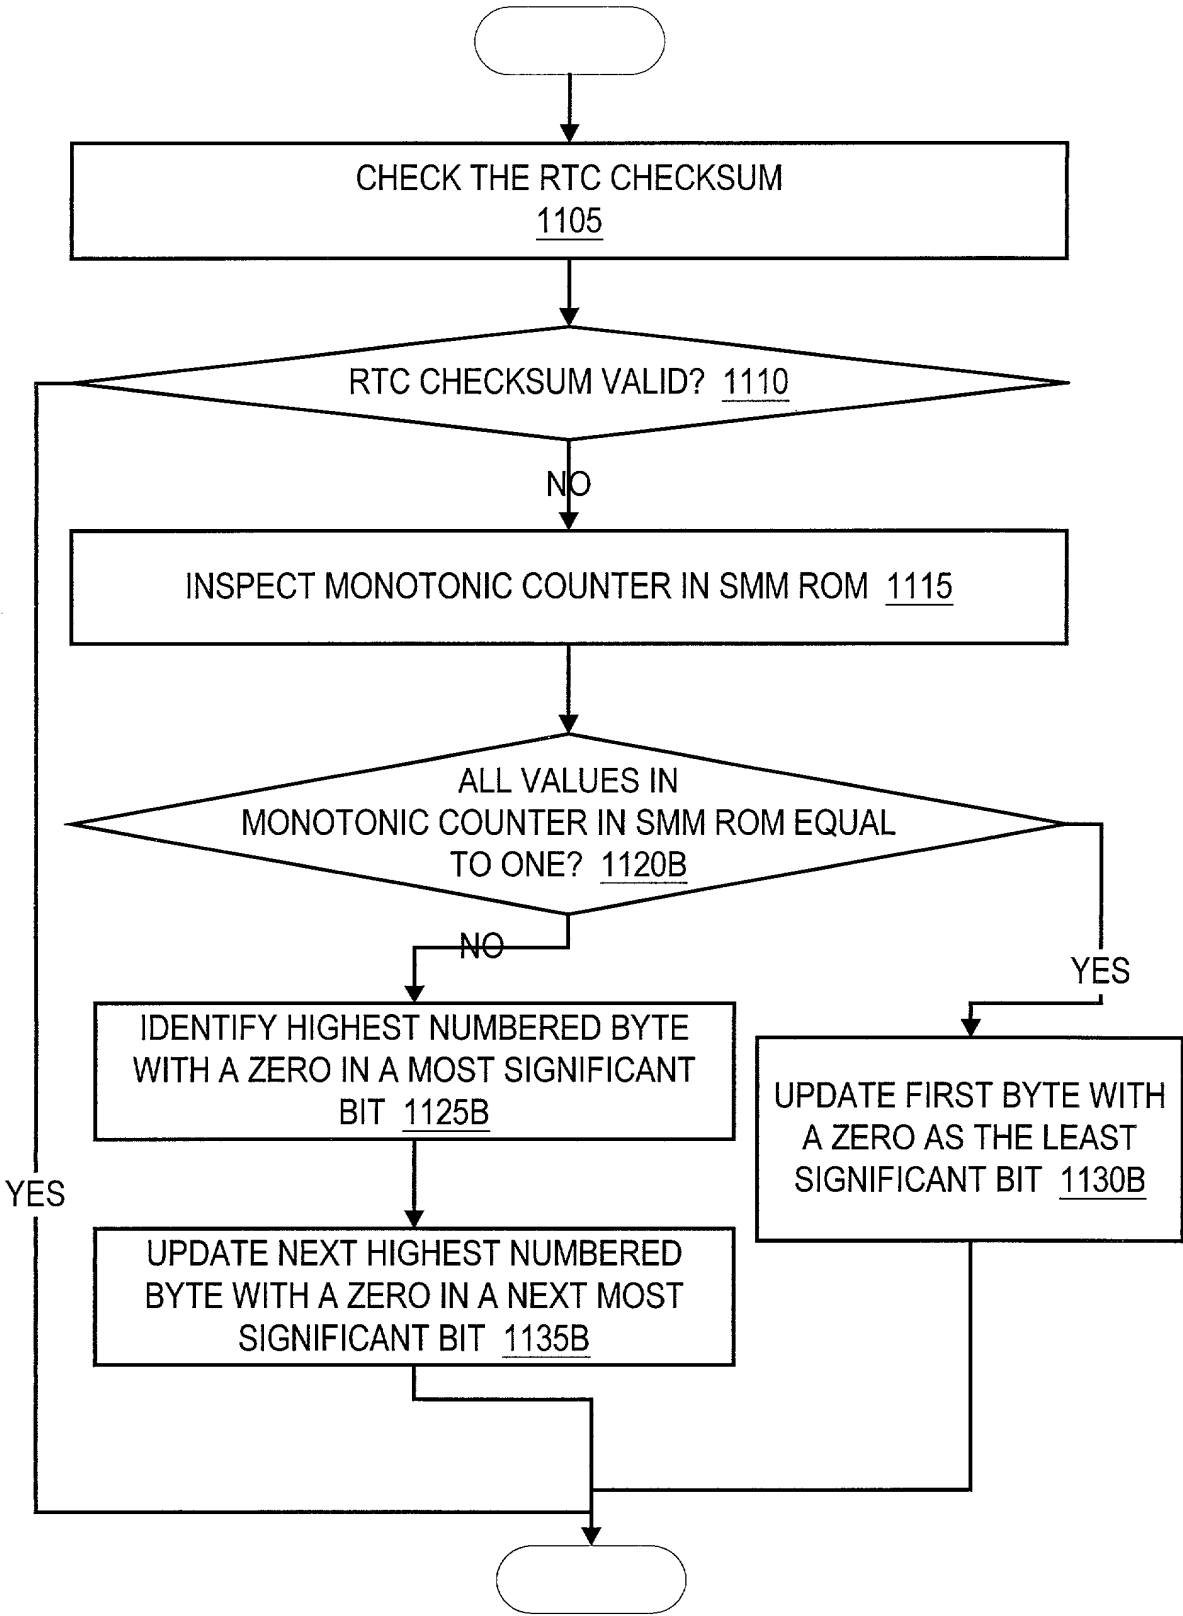 CHECK THE RTC CHECKSUM
1105
RTC CHECKSUM VALID? 1110
NO
INSPECT MONOTONIC COUNTER IN SMM ROM 1115
ALL VALUES IN
MONOTONIC COUNTER IN SMM ROM EQUAL
TO ONE? 1120B
NO
YES
IDENTIFY HIGHEST NUMBERED BYTE
WITH A ZERO IN A MOST SIGNIFICANT
BIT 1125B
UPDATE FIRST BYTE WITH
A ZERO AS THE LEAST
SIGNIFICANT BIT 1130B
YES
UPDATE NEXT HIGHEST NUMBERED
BYTE WITH A ZERO IN A NEXT MOST
SIGNIFICANT BIT 1135B